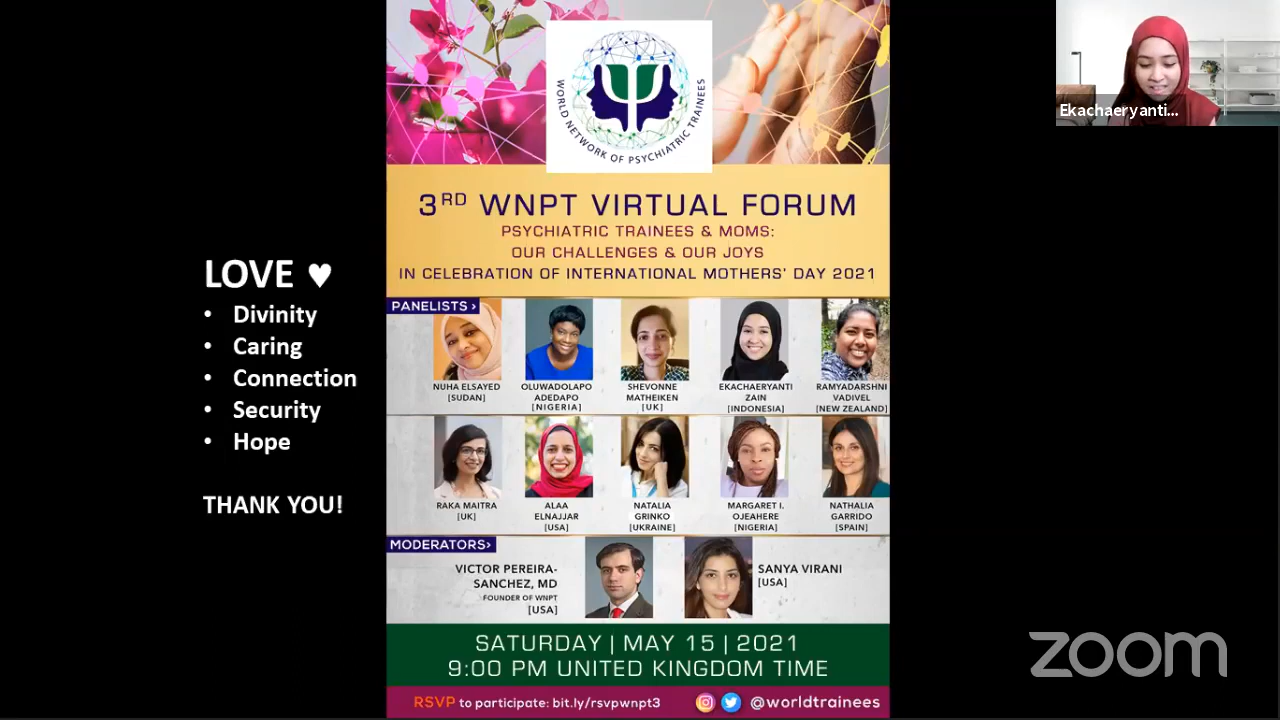 LOVE ♥
• Divinity
• Caring
• Connection
• Security
• Hope
THANK YOU!
WORLD NETWORK OF PSYCHIATRIC TRAINEES
3RD WNPT VIRTUAL FORUM
PSYCHIATRIC TRAINEES & MOMS:
OUR CHALLENGES & OUR JOYS
IN CELEBRATION OF INTERNATIONAL MOTHERS' DAY 2021
PANELISTS >
NUHA ELSAYED
[SUDAN]
OLUWADOLAPO
ADEDAPO
[NIGERIA]
SHEVONNE
MATHEIKEN
[UK]
EKACHAERYANTI
ZAIN
[INDONESIA]
RAMYADARSHNI
VADIVEL
[NEW ZEALAND]
RAKA MAITRA
[UK]
ALAA
ELNAJJAR
[USA]
NATALIA
GRINKO
[UKRAINE]
MARGARET I.
OJEAHERE
[NIGERIA]
NATHALIA
GARRIDO
[SPAIN]
MODERATORS>
VICTOR PEREIRA-
SANCHEZ, MD
FOUNDER OF WNPT
[USA]
SANYA VIRANI
[USA]
SATURDAY | MAY 15 | 2021
9:00 PM UNITED KINGDOM TIME
RSVP to participate: bit.ly/rsvpwnpt3
@worldtrainees
Ekachaeryanti...
zoom